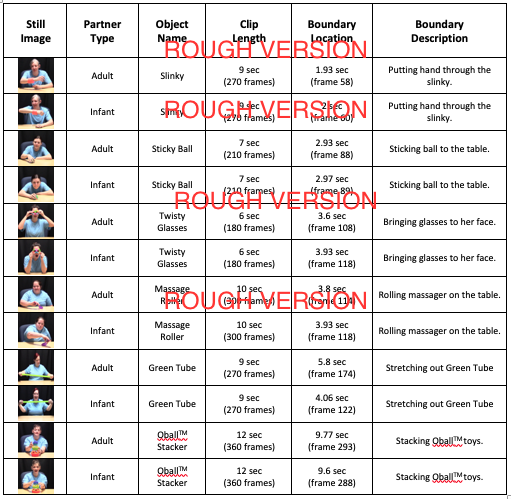 Still Image
Partner Type
Object Name
Clip Length
Boundary Location
Boundary Description
ROUGH VERSION
Adult
Slinky
9 sec
(270 frames)
1.93 sec
(frame 58)
Putting hand through the
slinky.
ROUGH VERSION
Infant
Slinky
9 sec
(270 frames)
2 sec
(frame 60)
Putting hand through the
slinky.
Adult
Sticky Ball
7 sec
(210 frames)
2.93 sec
(frame 88)
Sticking ball to the table.
Infant
Sticky Ball
7 sec
(210 frames)
2.97 sec
(frame 89)
Sticking ball to the table.
ROUGH VERSION
Adult
Twisty
Glasses
6 sec
(180 frames)
3.6 sec
(frame 108)
Bringing glasses to her face.
Infant
Twisty
Glasses
6 sec
(180 frames)
3.93 sec
(frame 118)
Bringing glasses to her face.
Adult
Massage
Roller
10 sec
(300 frames)
3.8 sec
(frame 114)
Rolling massager on the table.
ROUGH VERSION
Infant
Massage
Roller
10 sec
(300 frames)
3.93 sec
(frame 118)
Rolling massager on the table.
Adult
Green Tube
9 sec
(270 frames)
5.8 sec
(frame 174)
Stretching out Green Tube
Infant
Green Tube
9 sec
(270 frames)
4.06 sec
(frame 122)
Stretching out Green Tube
Adult
Oball™
Stacker
12 sec
(360 frames)
9.77 sec
(frame 293)
Stacking Oball™ toys.
Infant
Oball™
Stacker
12 sec
(360 frames)
9.6 sec
(frame 288)
Stacking Oball™ toys.